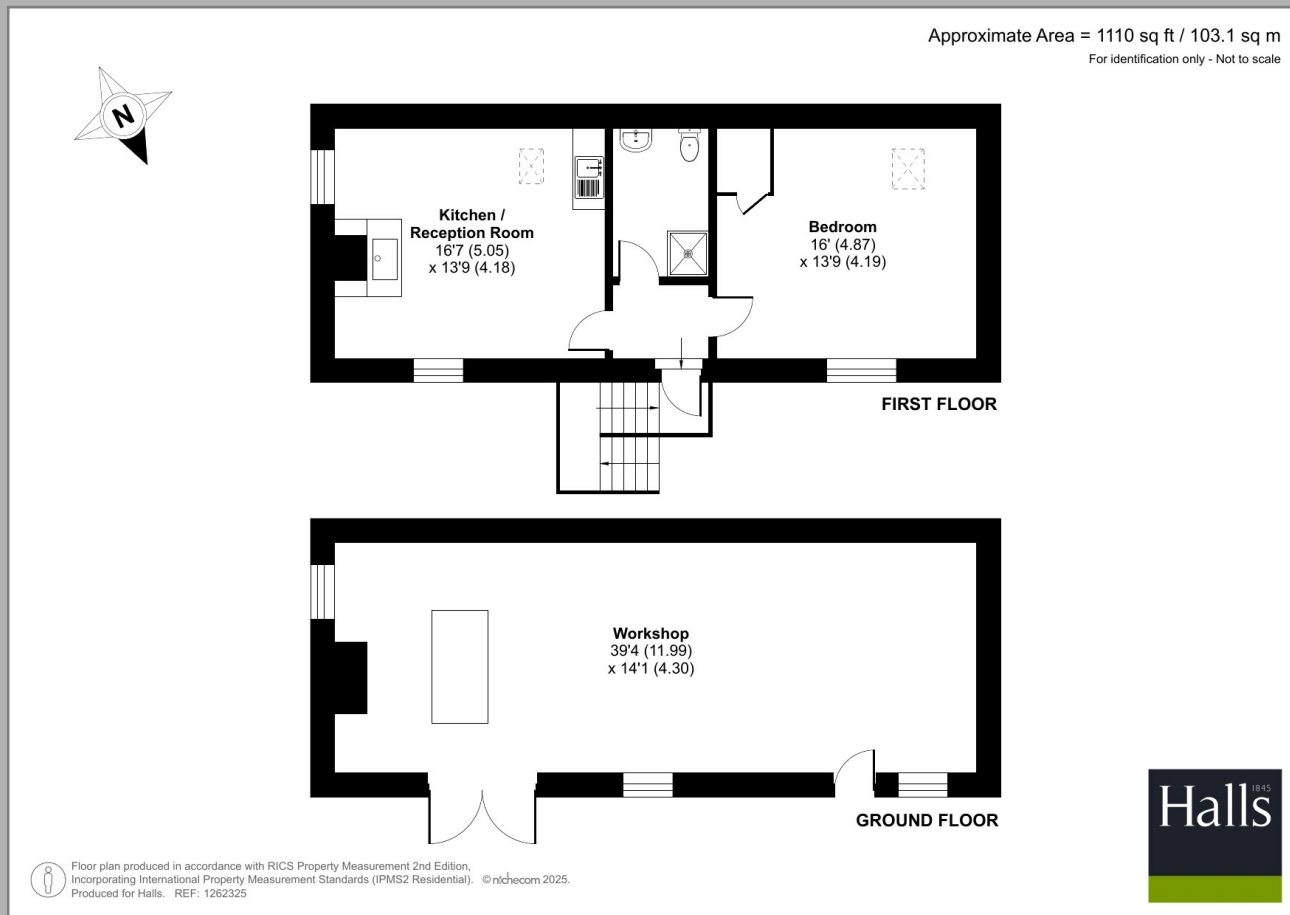 Approximate Area = 1110 sq ft / 103.1 sq m
For identification only - Not to scale
N
Kitchen /
Reception Room
16'7 (5.05)
x 13'9 (4.18)
Bedroom
16' (4.87)
x 13'9 (4.19)
FIRST FLOOR
Workshop
39'4 (11.99)
x 14'1 (4.30)
GROUND FLOOR
Halls
1845
Floor plan produced in accordance with RICS Property Measurement 2nd Edition,
Incorporating International Property Measurement Standards (IPMS2 Residential). © nichecom 2025.
Produced for Halls. REF: 1262325